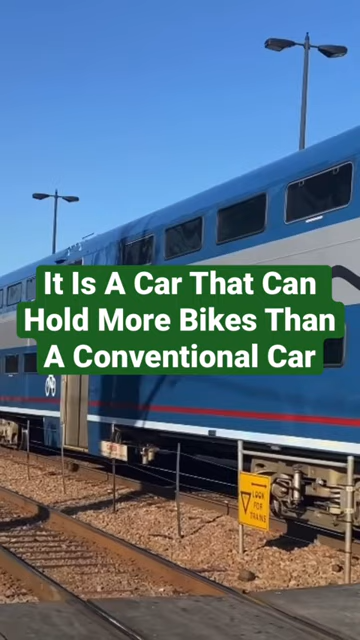 It Is A Car That Can
Hold More Bikes Than
A Conventional Car
LOOK
FOR
TRAINS